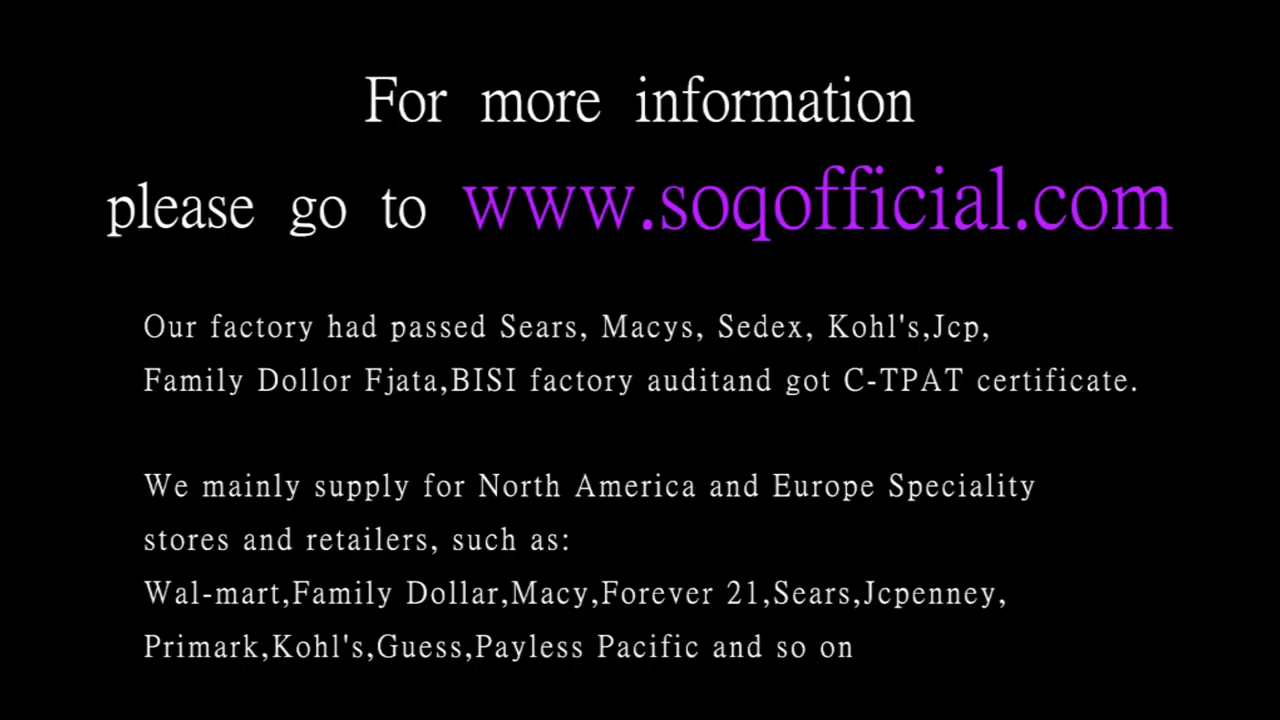 For more information
please go to www.soqofficial.com
Our factory had passed Sears, Macys, Sedex, Kohl's,Jcp,
Family Dollor Fjata,BISI factory auditand got C-TPAT certificate.
We mainly supply for North America and Europe Speciality
stores and retailers, such as:
Wal-mart,Family Dollar,Macy,Forever 21,Sears,Jcpenney,
Primark,Kohl's,Guess,Payless Pacific and so on